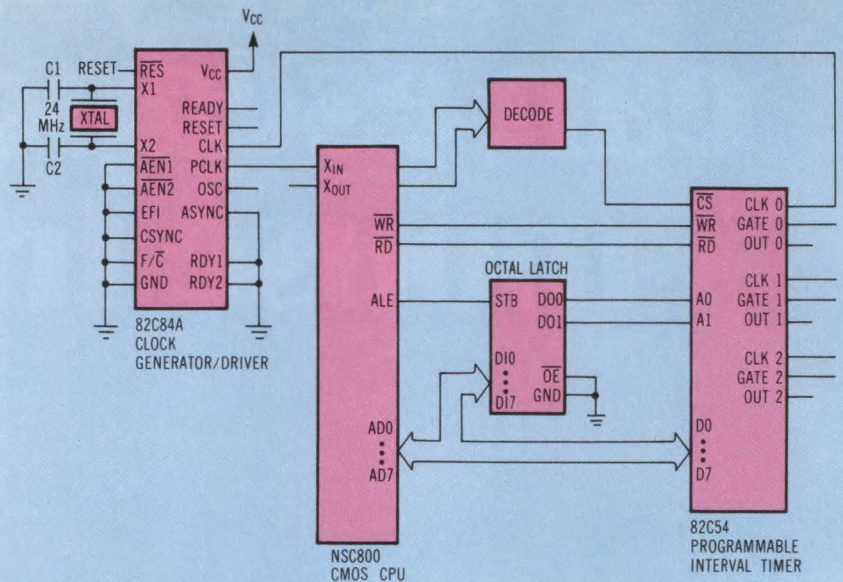 VCC
C1
24
MHz
C2
XTAL
RESET
RES
X1
X2
AEN1
AEN2
EFI
CSYNC
F/C
GND
VCC
READY
RESET
CLK
PCLK
OSC
ASYNC
RDY1
RDY2
82C84A
CLOCK
GENERATOR/DRIVER
XIN
XOUT
WR
RD
ALE
AD0
AD7
NSC800
CMOS CPU
DECODE
OCTAL LATCH
STB
DO0
DO1
DI0
DI7
OE
GND
CS
WR
RD
A0
A1
D0
D7
CLK 0
GATE 0
OUT 0
CLK 1
GATE 1
OUT 1
CLK 2
GATE 2
OUT 2
82C54
PROGRAMMABLE
INTERVAL TIMER